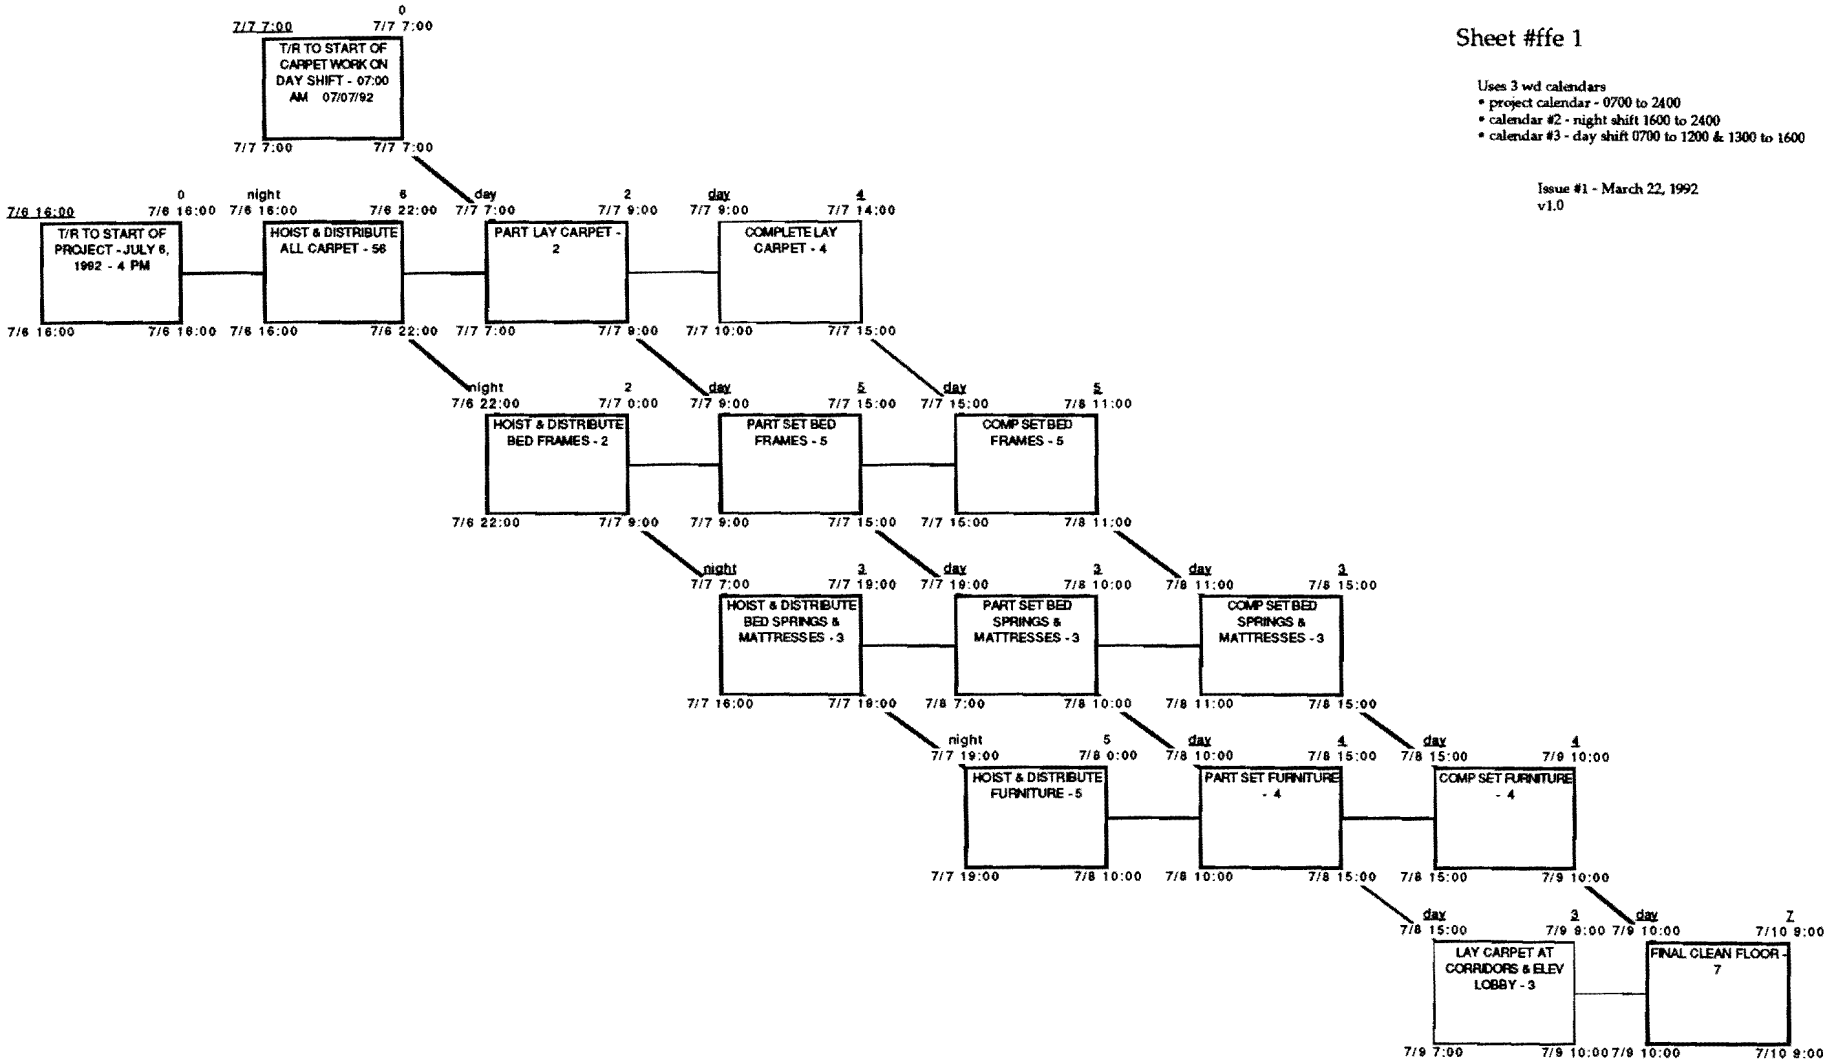 0
7/7 7:00 7/7 7:00
T/R TO START OF
CARPET WORK ON
DAY SHIFT - 07:00
AM 07/07/92
7/7 7:00 7/7 7:00
Sheet #ffe 1
Uses 3 wd calendars
• project calendar - 0700 to 2400
• calendar #2 - night shift 1600 to 2400
• calendar #3 - day shift 0700 to 1200 & 1300 to 1600
Issue #1 - March 22, 1992
v1.0
0
7/6 16:00 7/6 16:00
T/R TO START OF
PROJECT - JULY 6,
1992 - 4 PM
7/6 16:00 7/6 16:00
night 6
7/6 16:00 7/6 22:00
HOIST & DISTRIBUTE
ALL CARPET - 56
7/6 16:00 7/6 22:00
day 2
7/7 7:00 7/7 9:00
PART LAY CARPET -
2
7/7 7:00 7/7 9:00
day 4
7/7 9:00 7/7 14:00
COMPLETE LAY
CARPET - 4
7/7 10:00 7/7 15:00
night 2
7/6 22:00 7/7 0:00
HOIST & DISTRIBUTE
BED FRAMES - 2
7/6 22:00 7/7 9:00
day 5
7/7 9:00 7/7 15:00
PART SET BED
FRAMES - 5
7/7 9:00 7/7 15:00
day 5
7/7 15:00 7/8 11:00
COMP SET BED
FRAMES - 5
7/7 15:00 7/8 11:00
night 3
7/7 7:00 7/7 19:00
HOIST & DISTRIBUTE
BED SPRINGS &
MATTRESSES - 3
7/7 16:00 7/7 19:00
day 3
7/7 19:00 7/8 10:00
PART SET BED
SPRINGS &
MATTRESSES - 3
7/8 7:00 7/8 10:00
day 3
7/8 11:00 7/8 15:00
COMP SET BED
SPRINGS &
MATTRESSES - 3
7/8 11:00 7/8 15:00
night 5
7/7 19:00 7/8 0:00
HOIST & DISTRIBUTE
FURNITURE - 5
7/7 19:00 7/8 10:00
day 4
7/8 10:00 7/8 15:00
PART SET FURNITURE
- 4
7/8 10:00 7/8 15:00
day 4
7/8 15:00 7/9 10:00
COMP SET FURNITURE
- 4
7/8 15:00 7/9 10:00
day 3
7/8 15:00 7/9 9:00
LAY CARPET AT
CORRIDORS & ELEV
LOBBY - 3
7/9 7:00 7/9 10:00
day 7
7/9 10:00 7/10 9:00
FINAL CLEAN FLOOR -
7
7/9 10:00 7/10 9:00